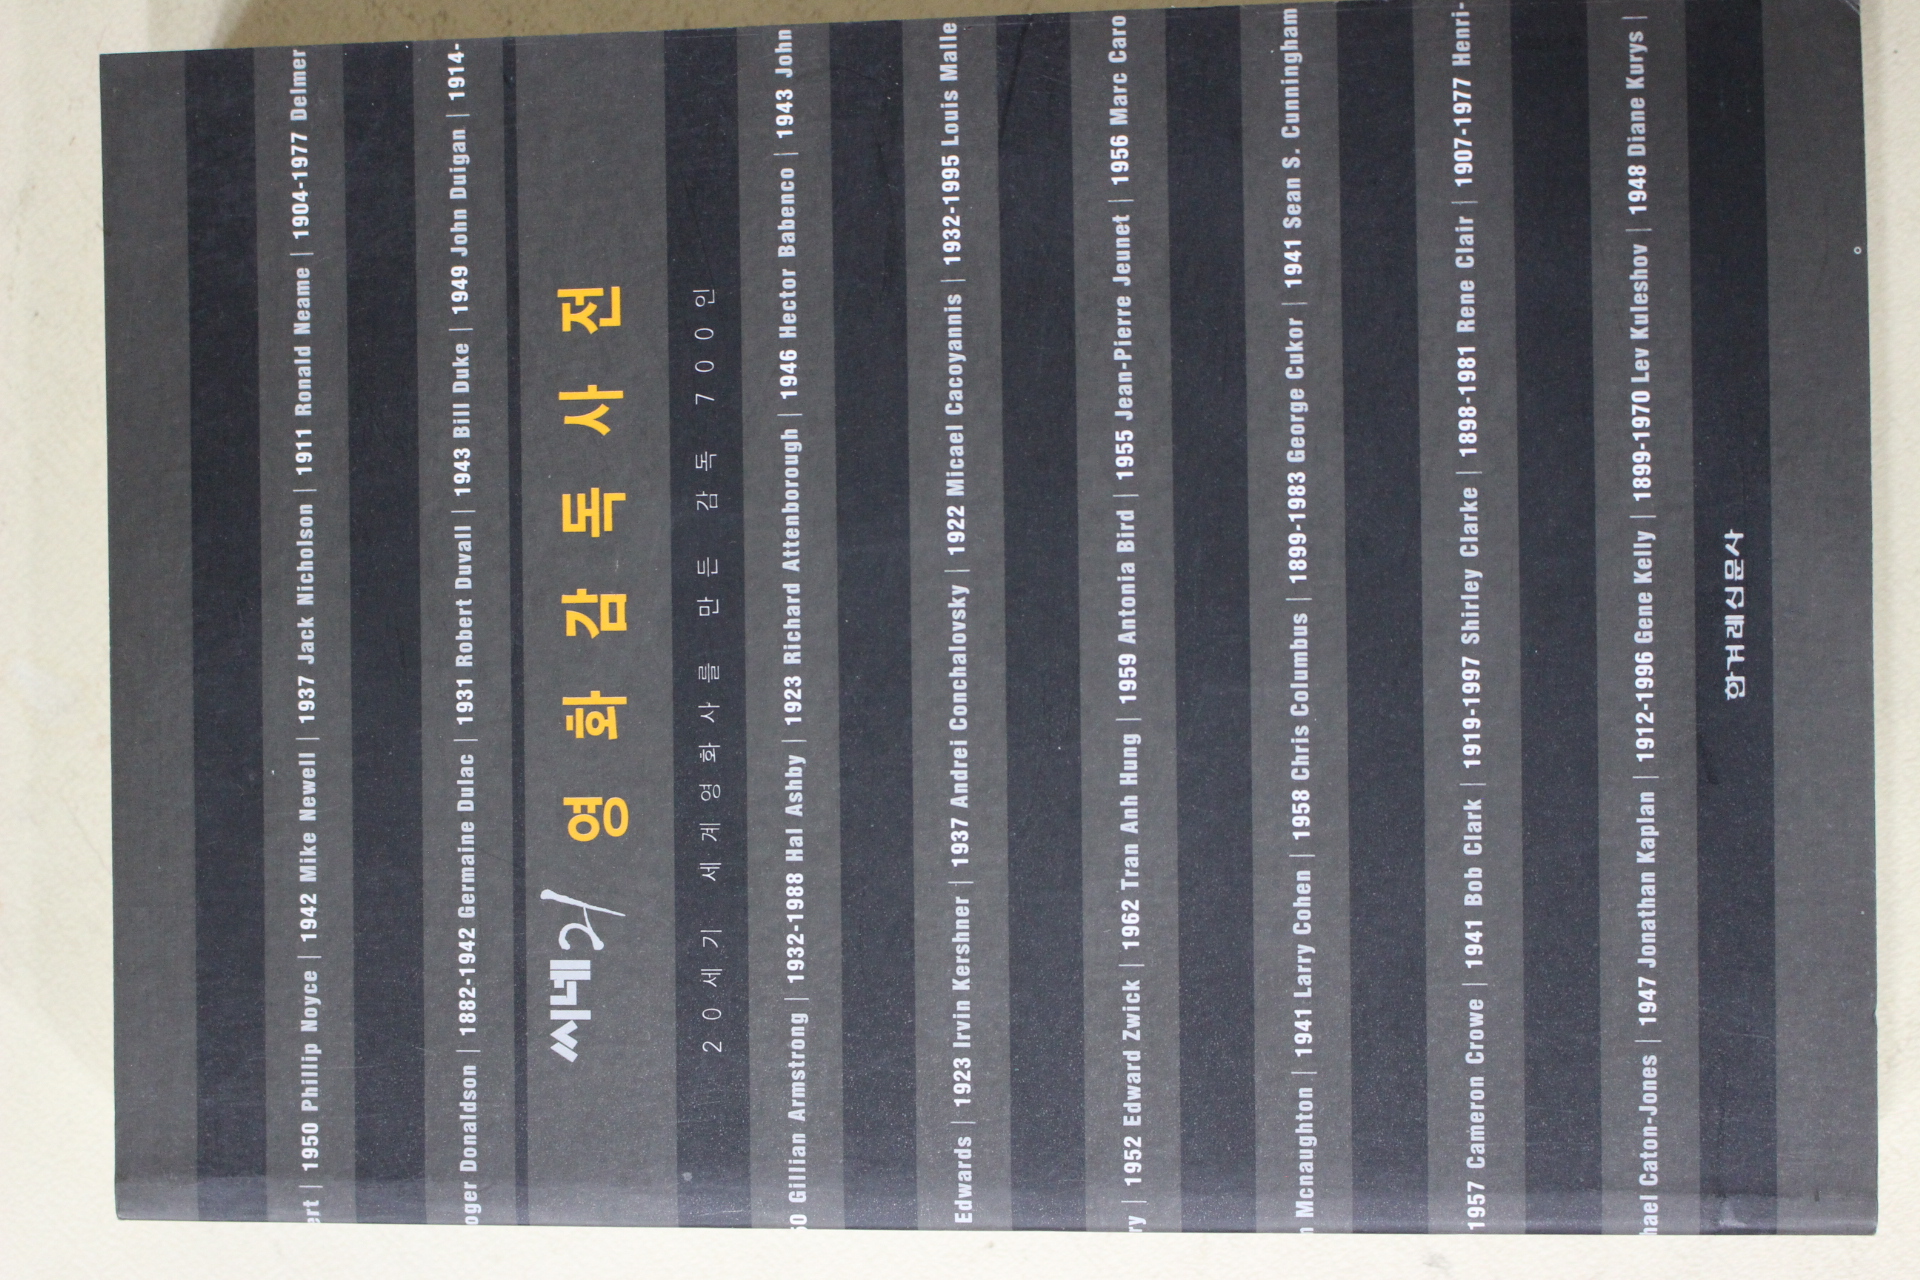 ert | 1950 Phillip Noyce | 1942 Mike Newell | 1937 Jack Nicholson | 1911 Ronald Neame | 1904-1977 Delmer
oger Donaldson | 1882-1942 Germaine Dulac | 1931 Robert Duvall | 1943 Bill Duke | 1949 John Duigan | 1914-
씨네21 영화감독사전
20세기 세계영화사를 만든 감독 700인
50 Gillian Armstrong | 1932-1988 Hal Ashby | 1923 Richard Attenborough | 1946 Hector Babenco | 1943 John
Edwards | 1923 Irvin Kershner | 1937 Andrei Conchalovsky | 1922 Micael Cacoyannis | 1932-1995 Louis Malle
ry | 1952 Edward Zwick | 1962 Tran Anh Hung | 1959 Antonia Bird | 1955 Jean-Pierre Jeunet | 1956 Marc Caro
n Mcnaughton | 1941 Larry Cohen | 1958 Chris Columbus | 1899-1983 George Cukor | 1941 Sean S. Cunningham
1957 Cameron Crowe | 1941 Bob Clark | 1919-1997 Shirley Clarke | 1898-1981 Rene Clair | 1907-1977 Henri-
hael Caton-Jones | 1947 Jonathan Kaplan | 1912-1996 Gene Kelly | 1899-1970 Lev Kuleshov | 1948 Diane Kurys |
한겨레신문사